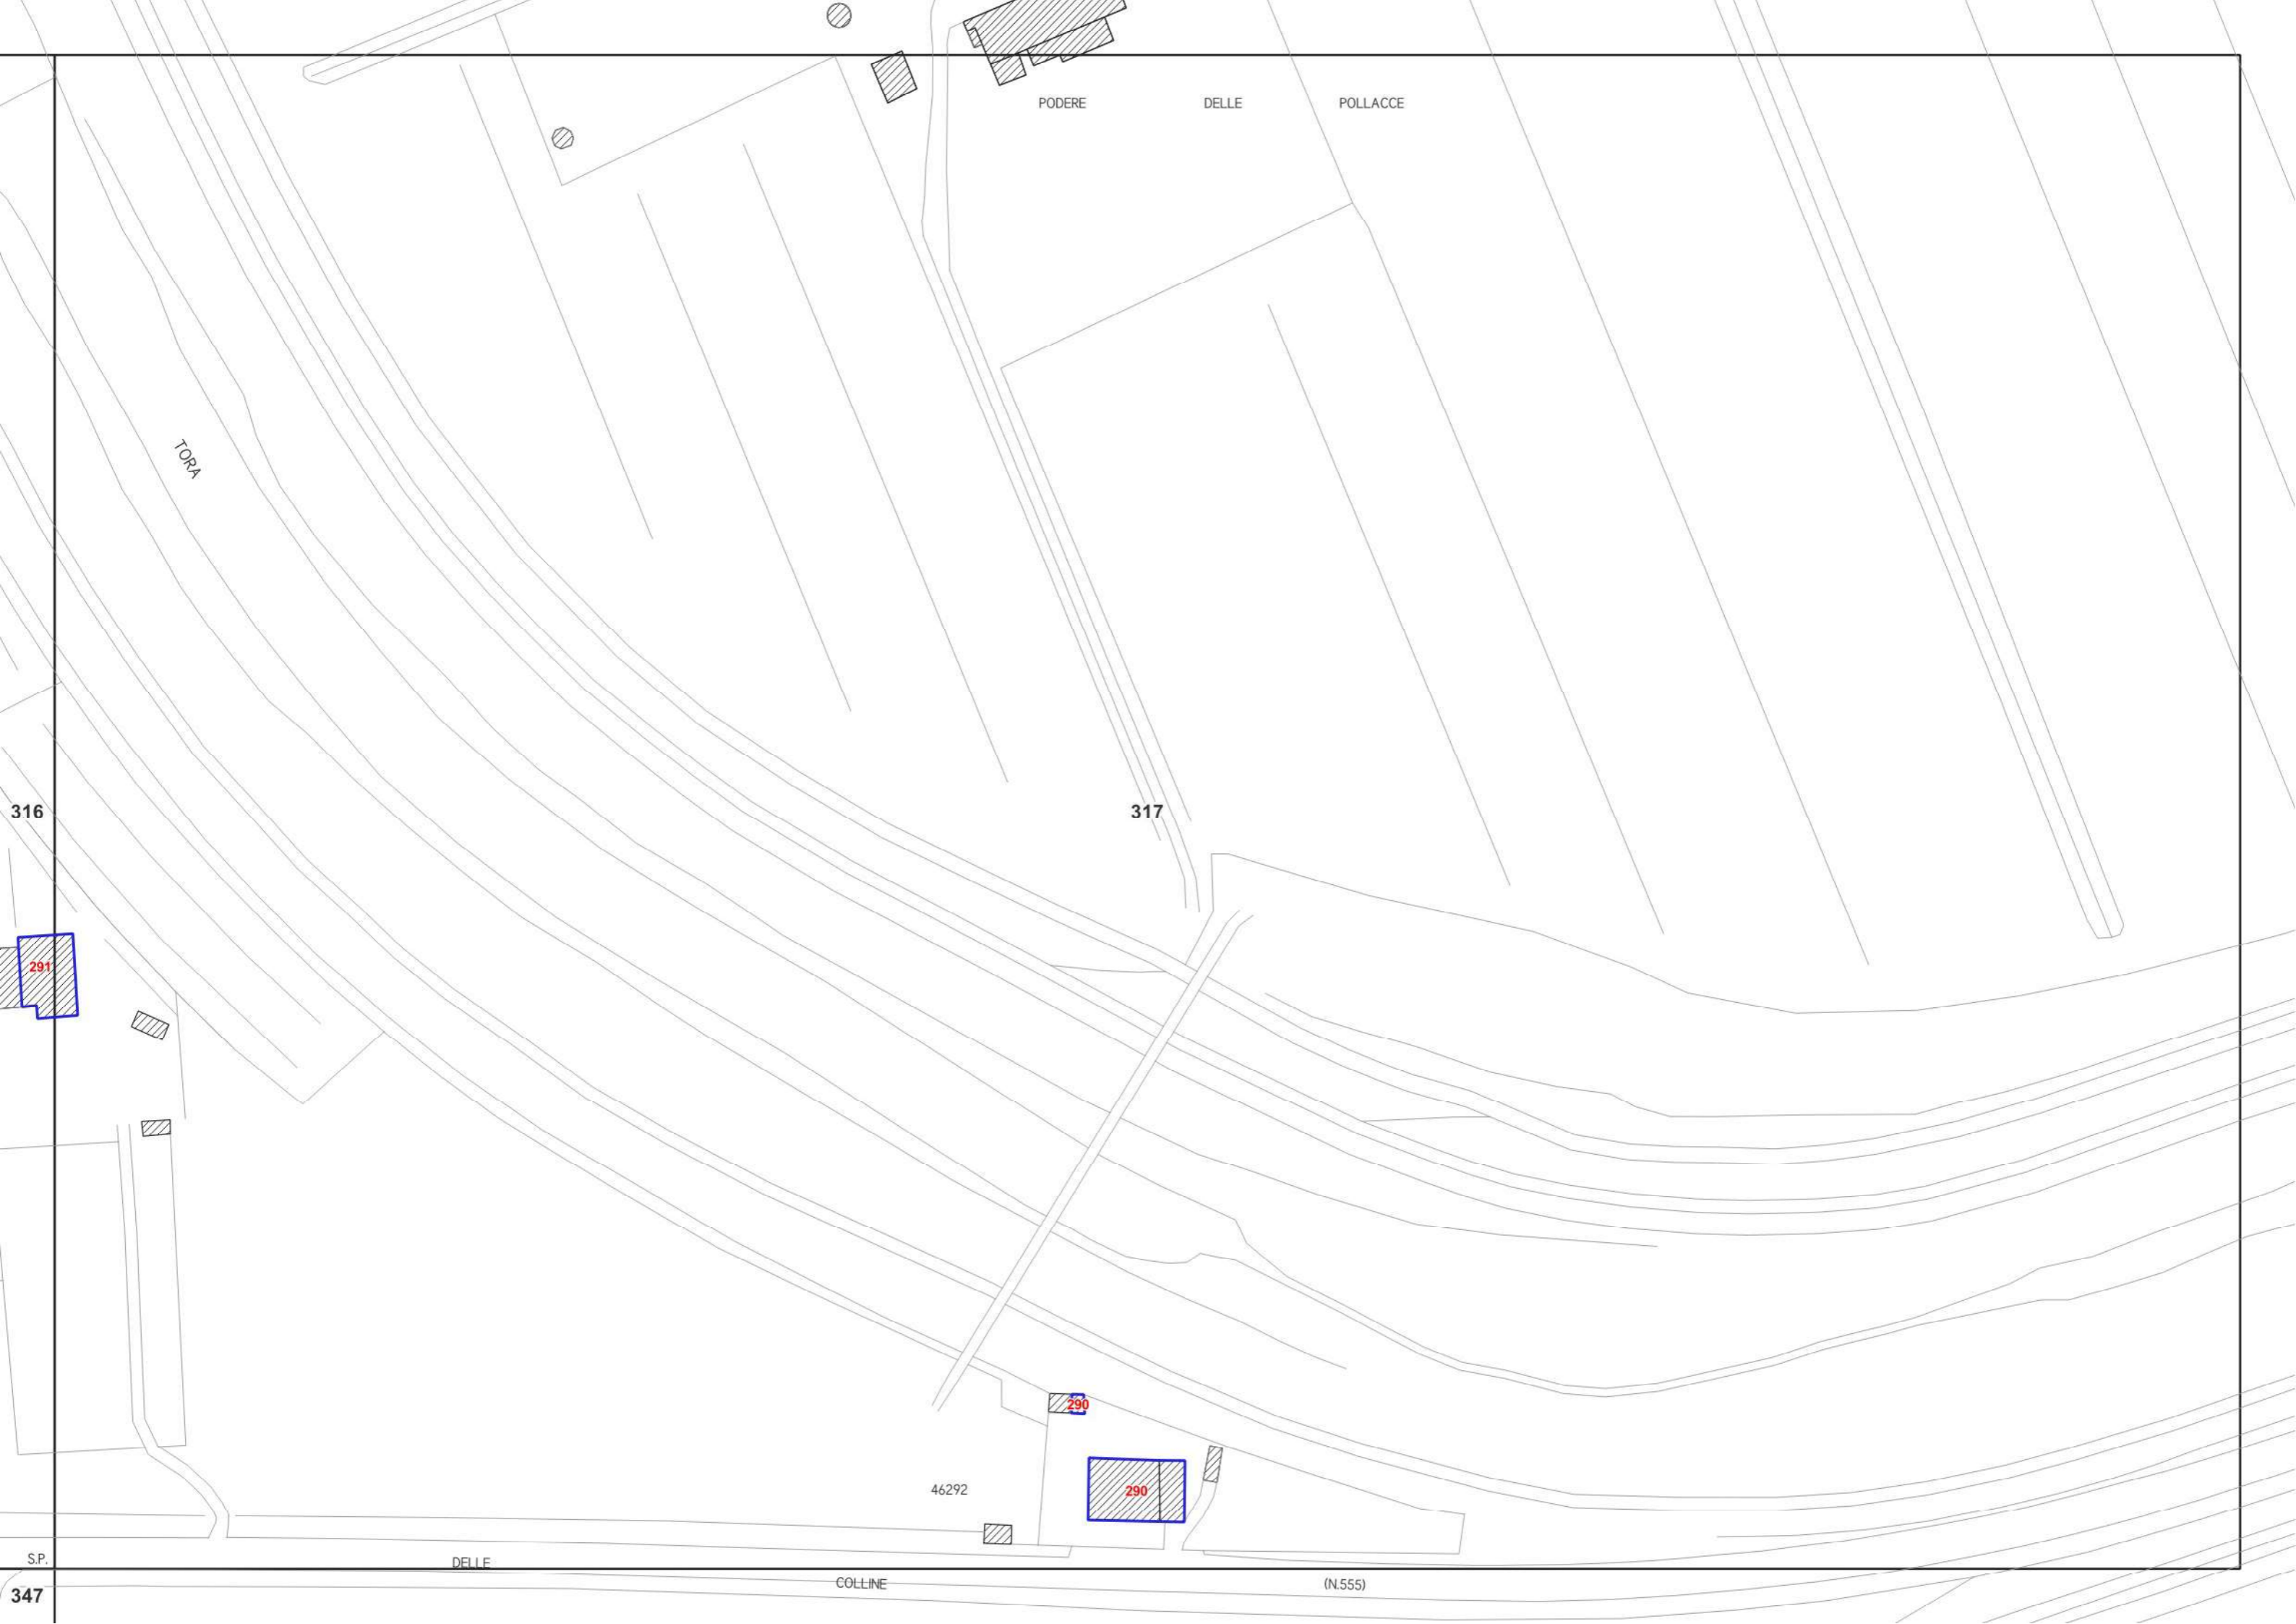 PODERE DELLE POLLACCE
TORA
316
317
291
290
290
46292
S.P. DELLE COLLINE (N.555)
347